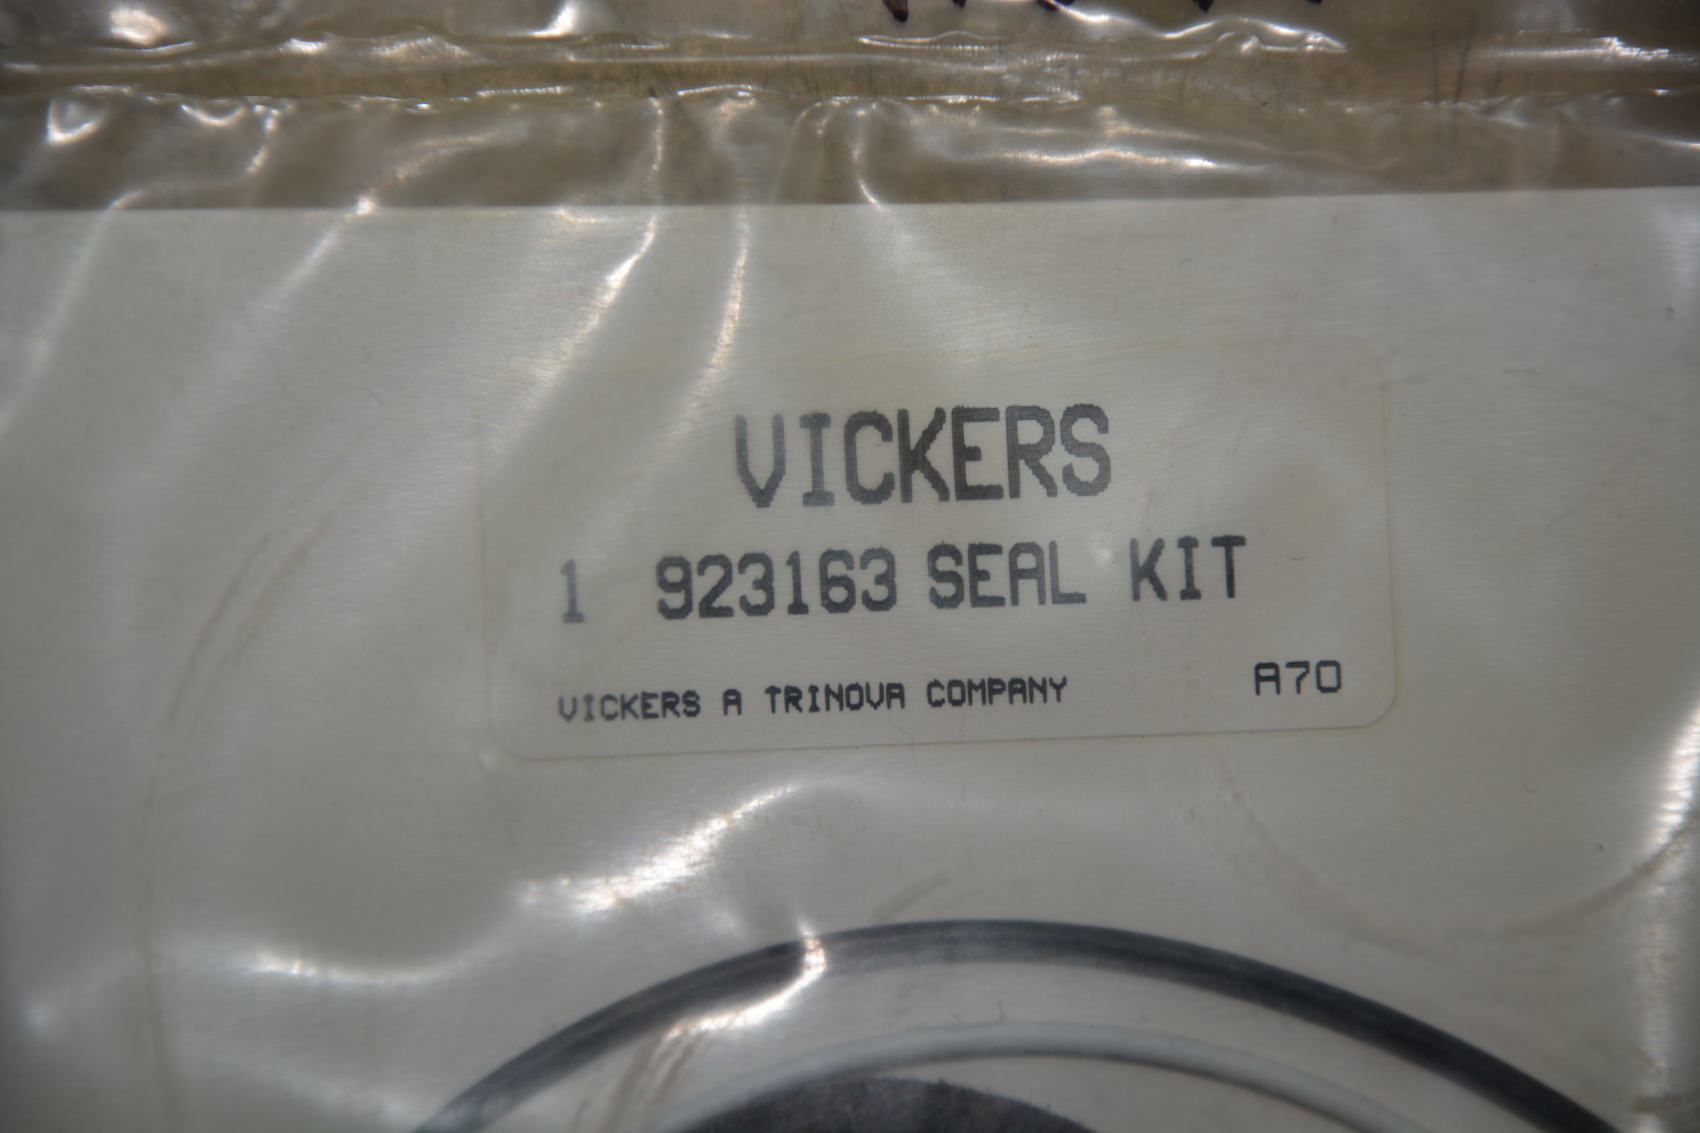 VICKERS
1 923163 SEAL KIT
VICKERS A TRINOVA COMPANY A70